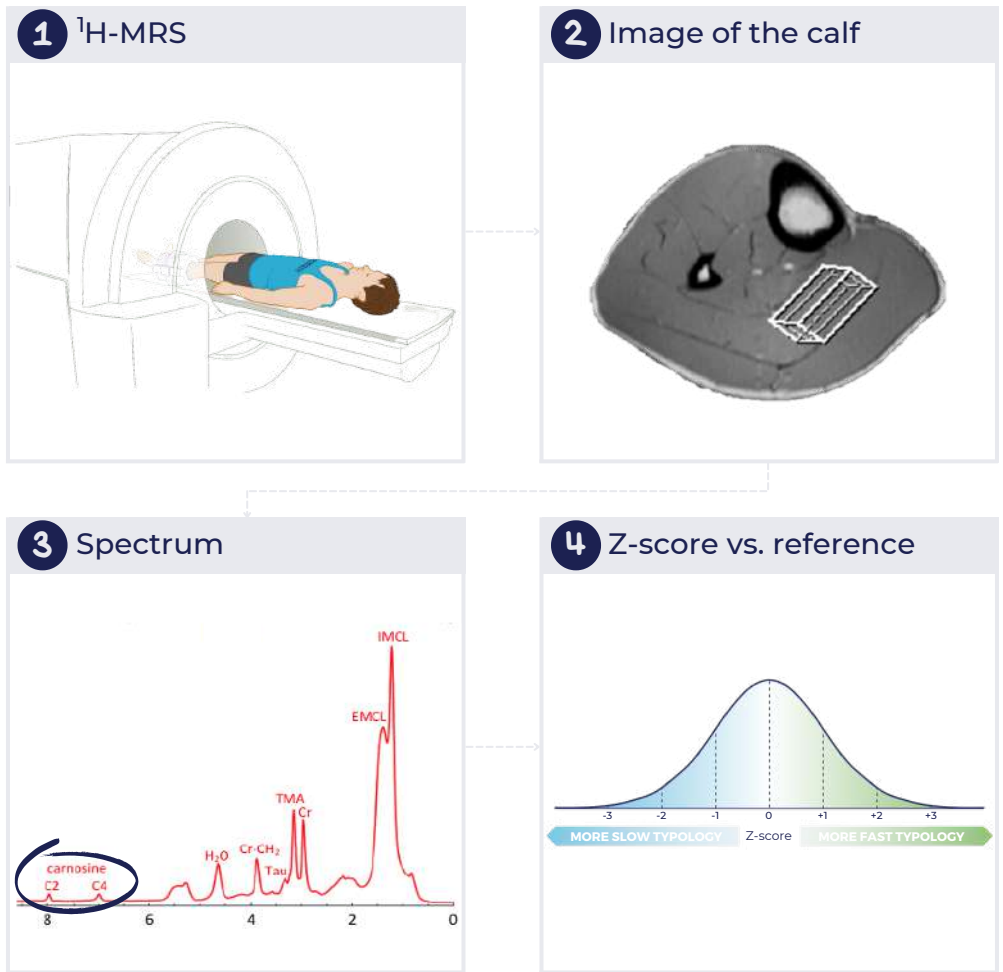 1 ¹H-MRS
2 Image of the calf
3 Spectrum
IMCL
EMCL
TMA
Cr
H₂O
Cr-CH₂
Tau
carnosine
C2 C4
8 6 4 2 0
4 Z-score vs. reference
-3 -2 -1 0 +1 +2 +3
MORE SLOW TYPOLOGY Z-score MORE FAST TYPOLOGY